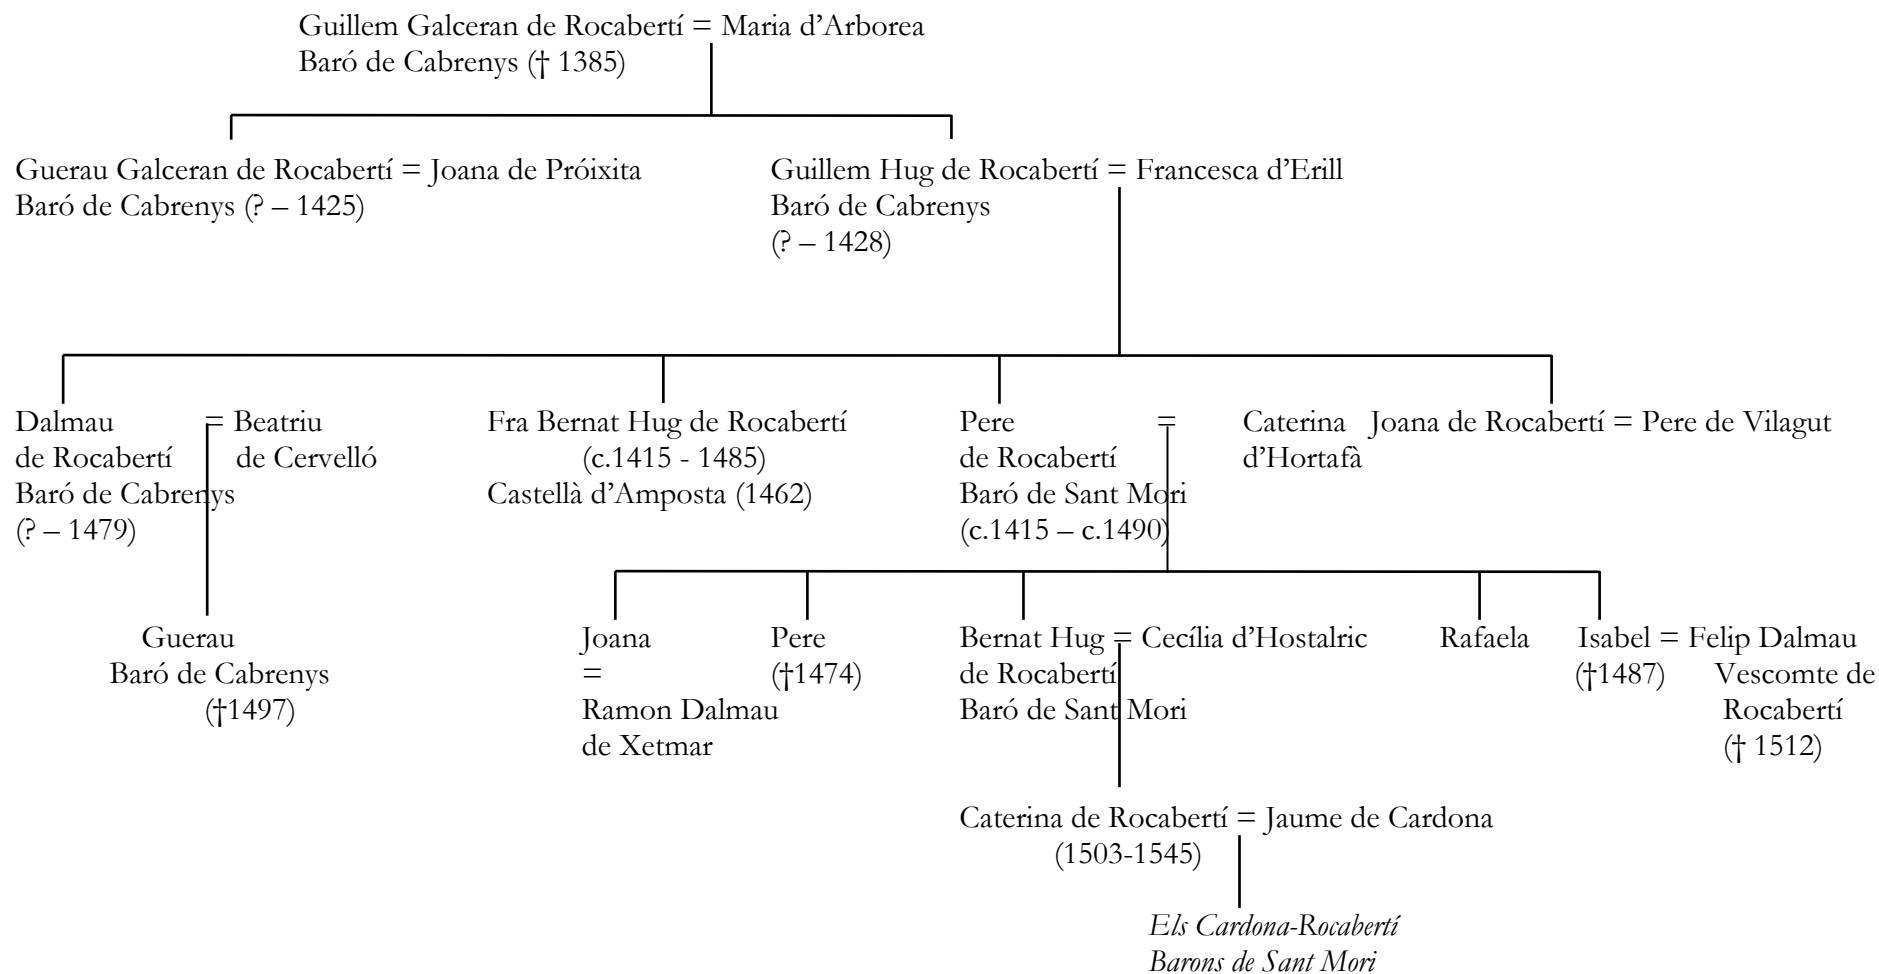 Guillem Galceran de Rocabertí = Maria d’Arborea
Baró de Cabrenys († 1385)
Guerau Galceran de Rocabertí = Joana de Próixita
Baró de Cabrenys (? – 1425)
Guillem Hug de Rocabertí = Francesca d’Erill
Baró de Cabrenys
(? – 1428)
Dalmau = Beatriu
de Rocabertí de Cervelló
Baró de Cabrenys
(? – 1479)
Fra Bernat Hug de Rocabertí
(c.1415 - 1485)
Castellà d’Amposta (1462)
Pere = Caterina
de Rocabertí d’Hortafà
Baró de Sant Mori
(c.1415 – c.1490)
Joana de Rocabertí = Pere de Vilagut
Guerau
Baró de Cabrenys
(†1497)
Joana
=
Ramon Dalmau
de Xetmar
Pere
(†1474)
Bernat Hug = Cecília d’Hostalric
de Rocabertí
Baró de Sant Mori
Rafaela
Isabel = Felip Dalmau
(†1487) Vescomte de
Rocabertí
(† 1512)
Caterina de Rocabertí = Jaume de Cardona
(1503-1545)
Els Cardona-Rocabertí
Barons de Sant Mori